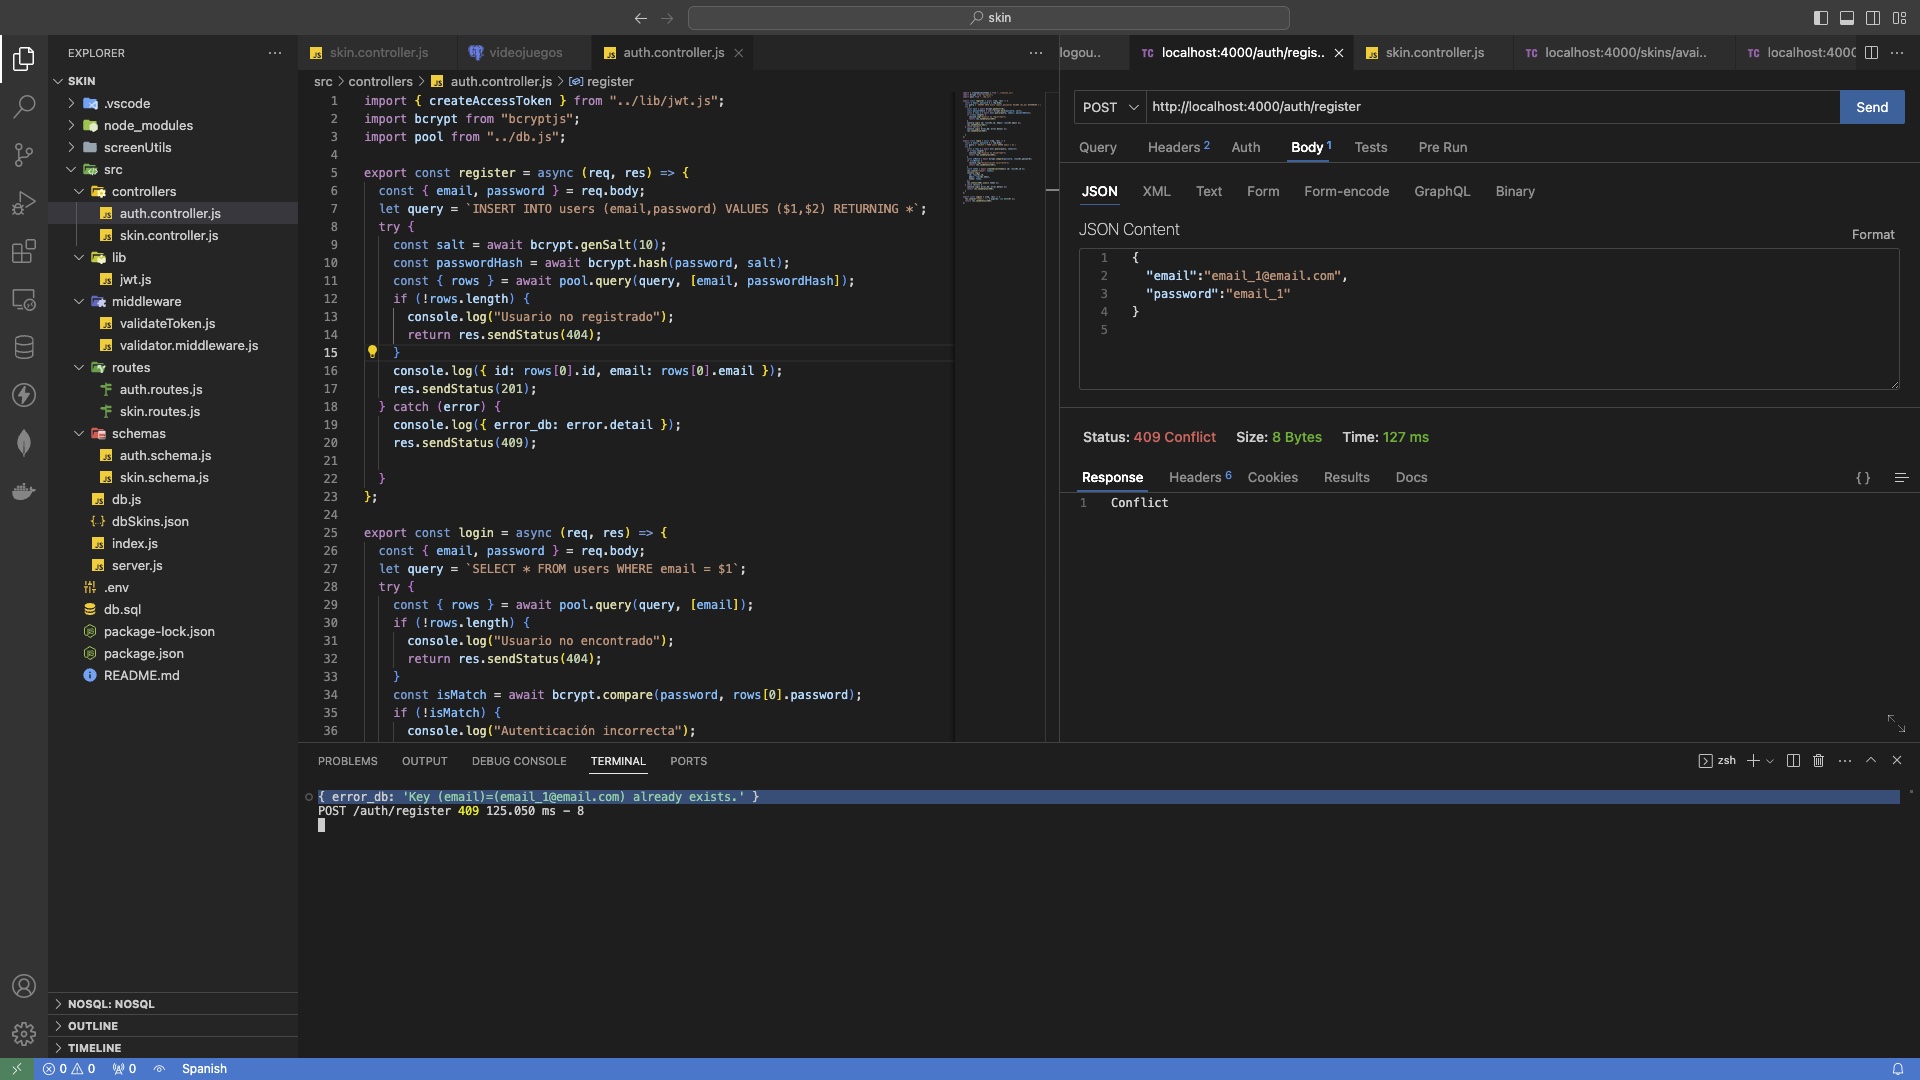 skin
EXPLORER
SKIN
.vscode
node_modules
screenUtils
src
controllers
auth.controller.js
skin.controller.js
lib
jwt.js
middleware
validateToken.js
validator.middleware.js
routes
auth.routes.js
skin.routes.js
schemas
auth.schema.js
skin.schema.js
db.js
dbSkins.json
index.js
server.js
.env
db.sql
package-lock.json
package.json
README.md
NOSQL: NOSQL
OUTLINE
TIMELINE
skin.controller.js videojuegos auth.controller.js
src > controllers > auth.controller.js > register
1 import { createAccessToken } from "../lib/jwt.js";
2 import bcrypt from "bcryptjs";
3 import pool from "../db.js";
4
5 export const register = async (req, res) => {
6 const { email, password } = req.body;
7 let query = `INSERT INTO users (email,password) VALUES ($1,$2) RETURNING *`;
8 try {
9 const salt = await bcrypt.genSalt(10);
10 const passwordHash = await bcrypt.hash(password, salt);
11 const { rows } = await pool.query(query, [email, passwordHash]);
12 if (!rows.length) {
13 console.log("Usuario no registrado");
14 return res.sendStatus(404);
15 }
16 console.log({ id: rows[0].id, email: rows[0].email });
17 res.sendStatus(201);
18 } catch (error) {
19 console.log({ error_db: error.detail });
20 res.sendStatus(409);
21
22 }
23 };
24
25 export const login = async (req, res) => {
26 const { email, password } = req.body;
27 let query = `SELECT * FROM users WHERE email = $1`;
28 try {
29 const { rows } = await pool.query(query, [email]);
30 if (!rows.length) {
31 console.log("Usuario no encontrado");
32 return res.sendStatus(404);
33 }
34 const isMatch = await bcrypt.compare(password, rows[0].password);
35 if (!isMatch) {
36 console.log("Autenticación incorrecta");
logou.. TC localhost:4000/auth/regis.. skin.controller.js TC localhost:4000/skins/avai.. TC localhost:400
POST http://localhost:4000/auth/register Send
Query Headers 2 Auth Body 1 Tests Pre Run
JSON XML Text Form Form-encode GraphQL Binary
JSON Content
Format
1 {
2 "email":"email_1@email.com",
3 "password":"email_1"
4 }
5
Status: 409 Conflict Size: 8 Bytes Time: 127 ms
Response Headers 6 Cookies Results Docs {}
1 Conflict
PROBLEMS OUTPUT DEBUG CONSOLE TERMINAL PORTS zsh
{ error_db: 'Key (email)=(email_1@email.com) already exists.' }
POST /auth/register 409 125.050 ms - 8
0 0 0 Spanish